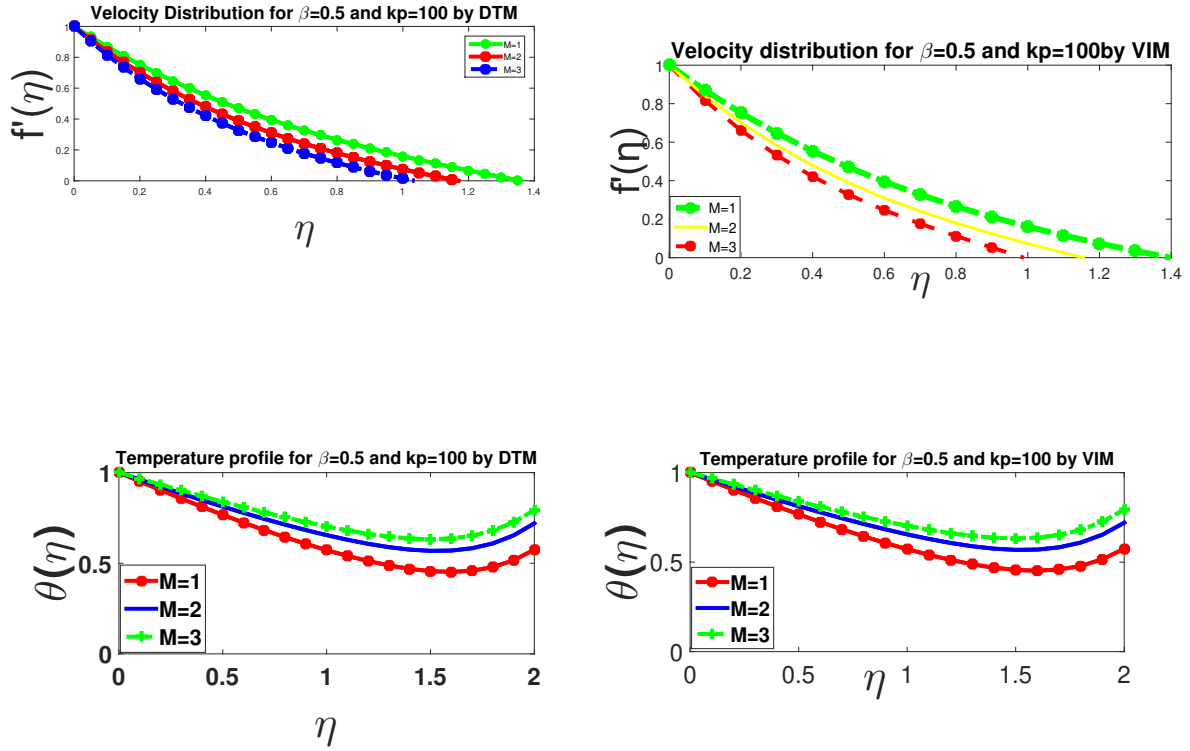 Velocity Distribution for β=0.5 and kp=100 by DTM
f'(η)
1
0.8
0.6
0.4
0.2
0
M=1
M=2
M=3
0 0.2 0.4 0.6 0.8 1 1.2 1.4
η
Velocity distribution for β=0.5 and kp=100by VIM
f'(η)
1
0.8
0.6
0.4
0.2
0
M=1
M=2
M=3
0 0.2 0.4 0.6 0.8 1 1.2 1.4
η
Temperature profile for β=0.5 and kp=100 by DTM
θ(η)
1
0.5
0
M=1
M=2
M=3
0 0.5 1 1.5 2
η
Temperature profile for β=0.5 and kp=100 by VIM
θ(η)
1
0.5
0
M=1
M=2
M=3
0 0.5 1 1.5 2
η